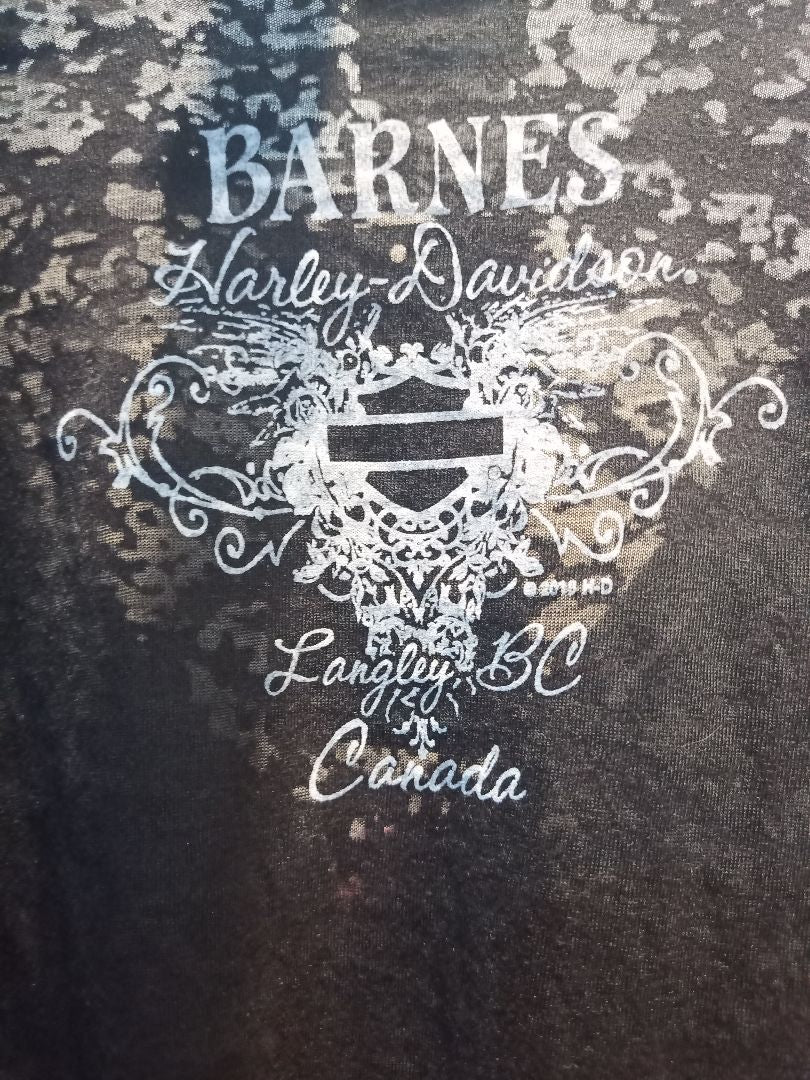 BARNES
Harley-Davidson.
© 2010 H-D
Langley, BC
Canada